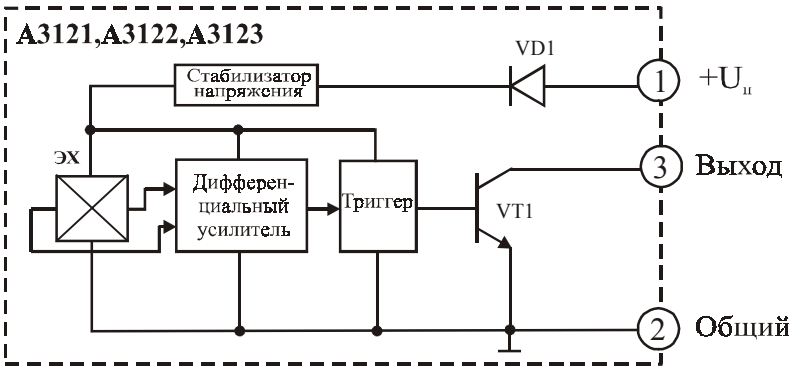 А3121,А3122,А3123
VD1
Стабилизатор
напряжения
1
+Uп
ЭХ
Дифферен-
циальный
усилитель
Триггер
VT1
3
Выход
2
Общий